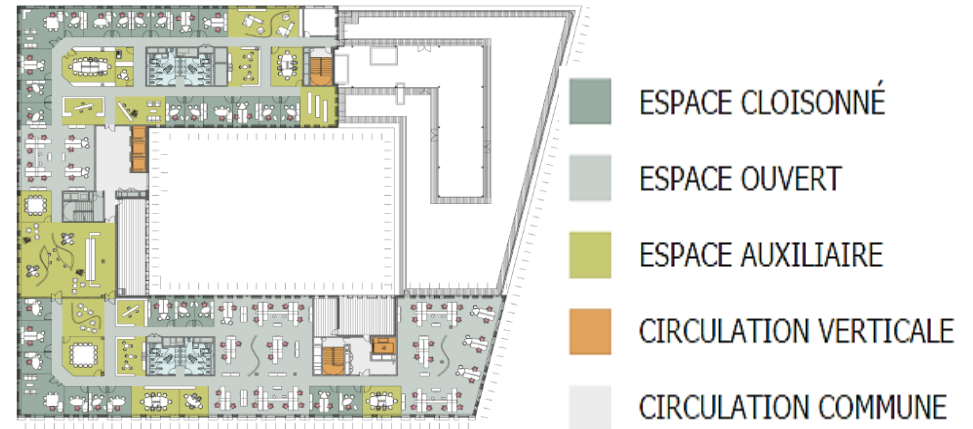 ESPACE CLOISONNÉ
ESPACE OUVERT
ESPACE AUXILIAIRE
CIRCULATION VERTICALE
CIRCULATION COMMUNE